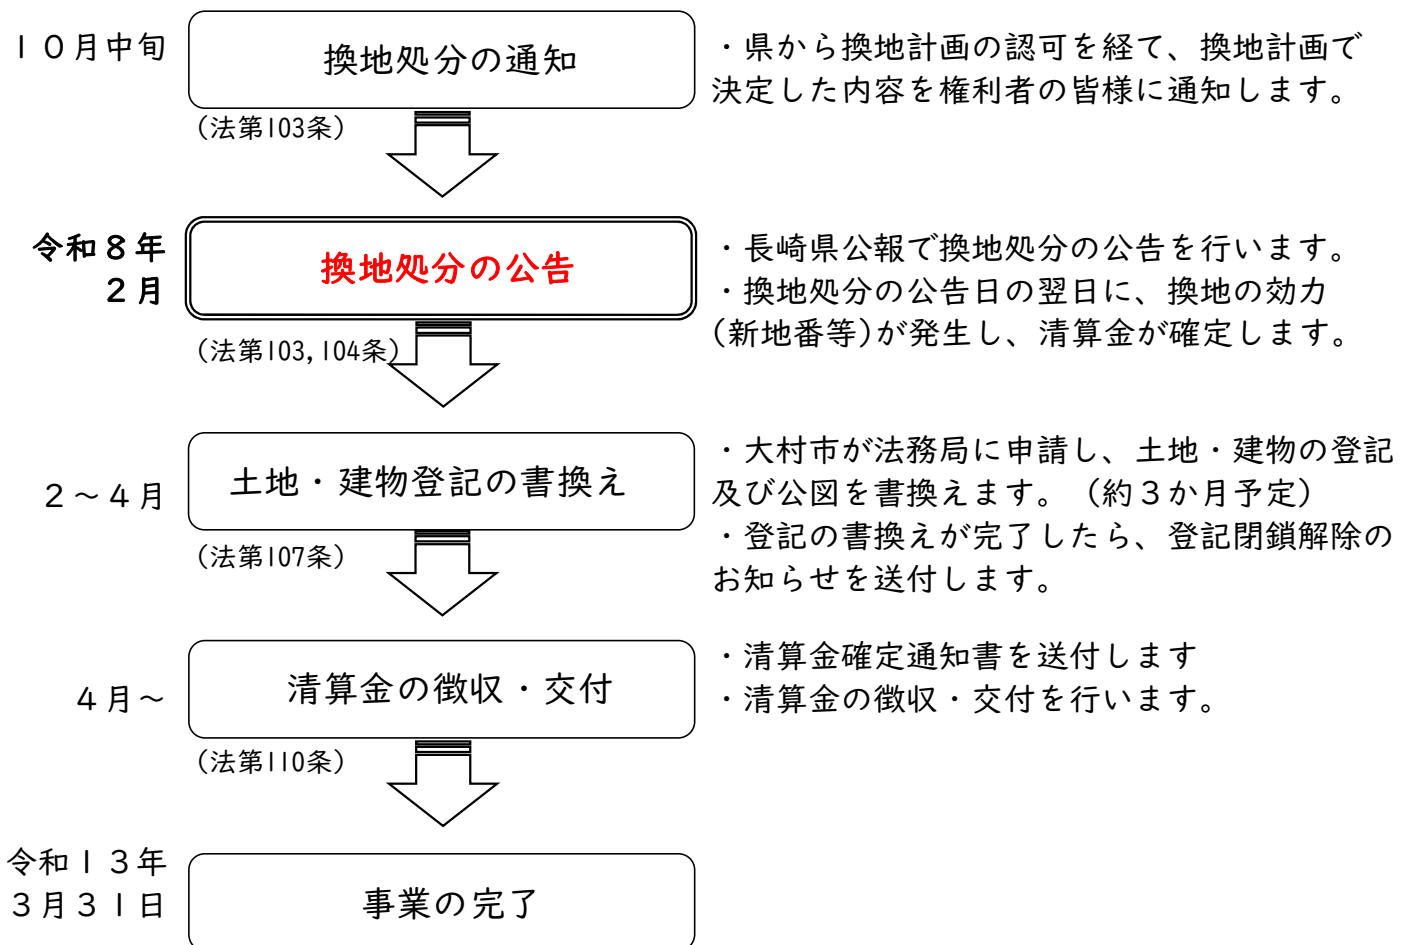 １０月中旬
換地処分の通知
・県から換地計画の認可を経て、換地計画で
決定した内容を権利者の皆様に通知します。
(法第103条)
令和８年
２月
換地処分の公告
・長崎県公報で換地処分の公告を行います。
・換地処分の公告日の翌日に、換地の効力
(新地番等)が発生し、清算金が確定します。
(法第103,104条)
２～４月
土地・建物登記の書換え
・大村市が法務局に申請し、土地・建物の登記
及び公図を書換えます。（約３か月予定）
・登記の書換えが完了したら、登記閉鎖解除の
お知らせを送付します。
(法第107条)
４月～
清算金の徴収・交付
・清算金確定通知書を送付します
・清算金の徴収・交付を行います。
(法第110条)
令和１３年
３月３１日
事業の完了